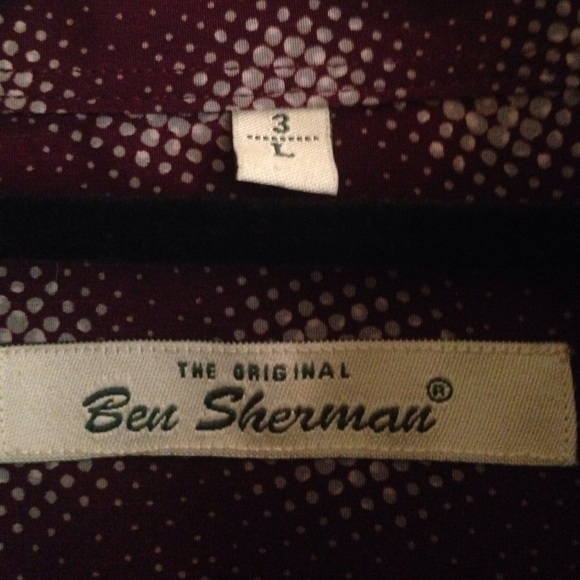 3
L
THE ORIGINAL
Ben Sherman®